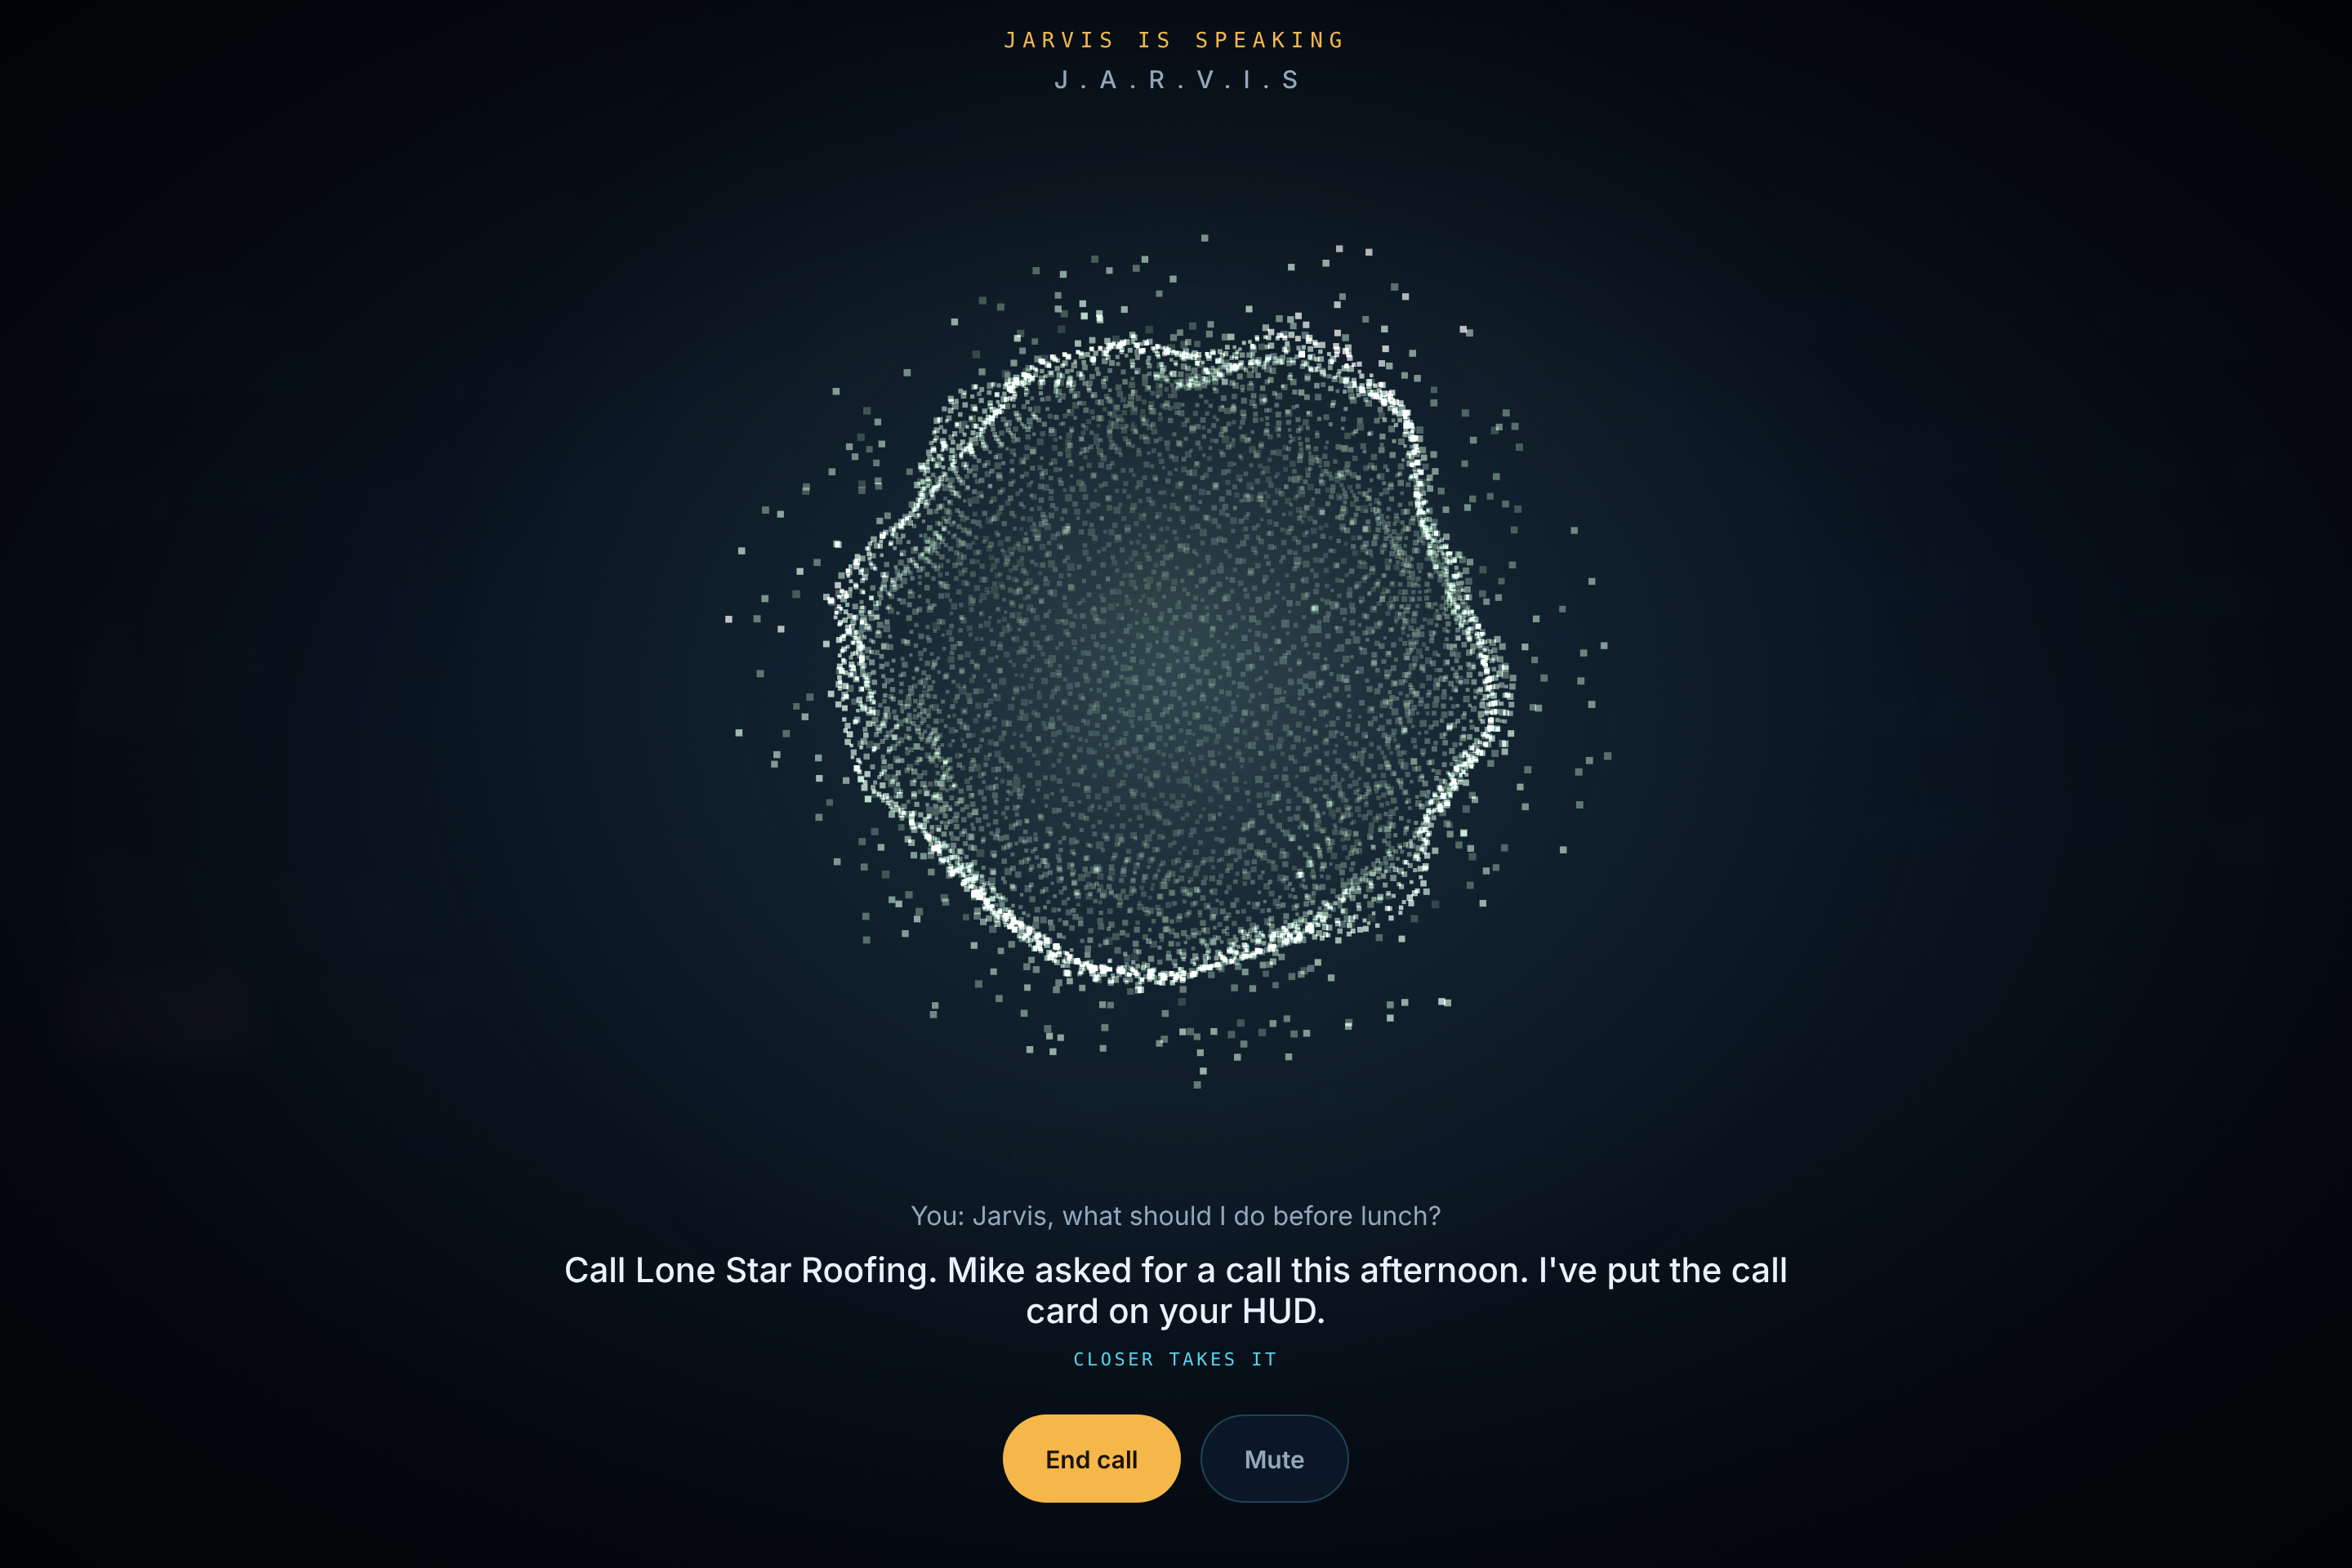 JARVIS IS SPEAKING
J.A.R.V.I.S
You: Jarvis, what should I do before lunch?
Call Lone Star Roofing. Mike asked for a call this afternoon. I've put the call
card on your HUD.
CLOSER TAKES IT
End call
Mute